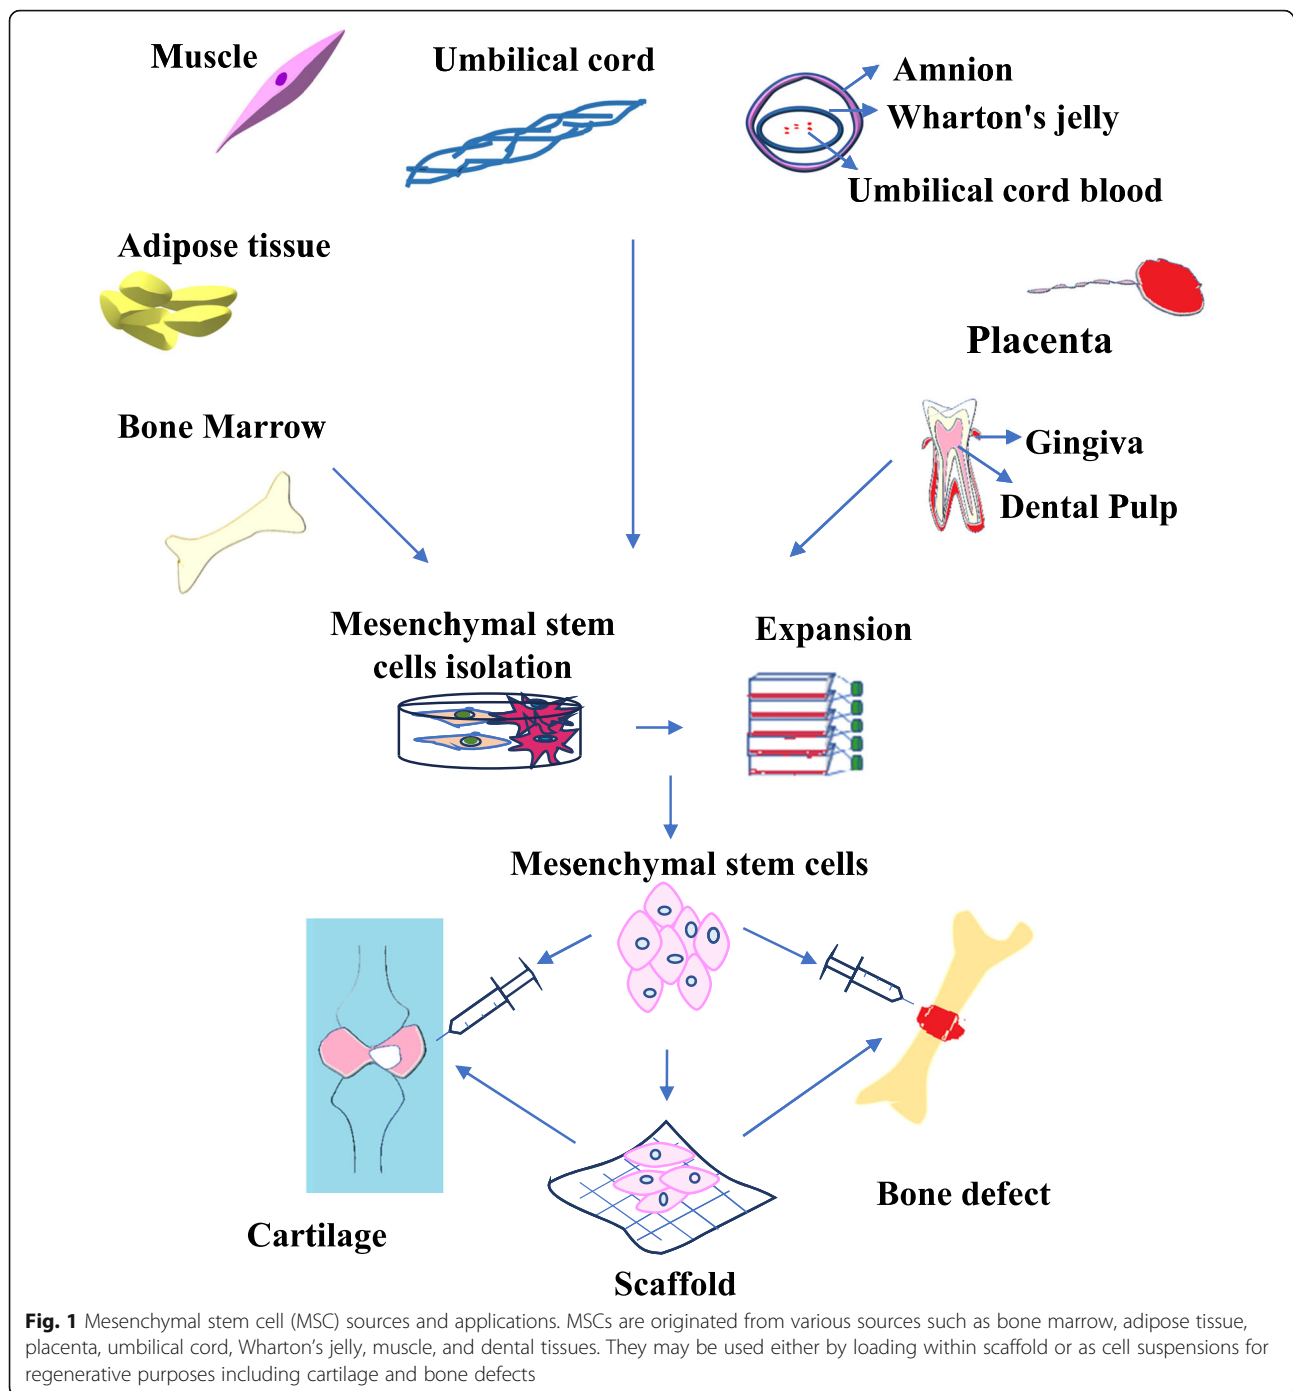 Muscle
Umbilical cord
Amnion
Wharton's jelly
Umbilical cord blood
Adipose tissue
Placenta
Bone Marrow
Gingiva
Dental Pulp
Mesenchymal stem
cells isolation
Expansion
Mesenchymal stem cells
Bone defect
Cartilage
Scaffold
Fig. 1 Mesenchymal stem cell (MSC) sources and applications. MSCs are originated from various sources such as bone marrow, adipose tissue,
placenta, umbilical cord, Wharton’s jelly, muscle, and dental tissues. They may be used either by loading within scaffold or as cell suspensions for
regenerative purposes including cartilage and bone defects